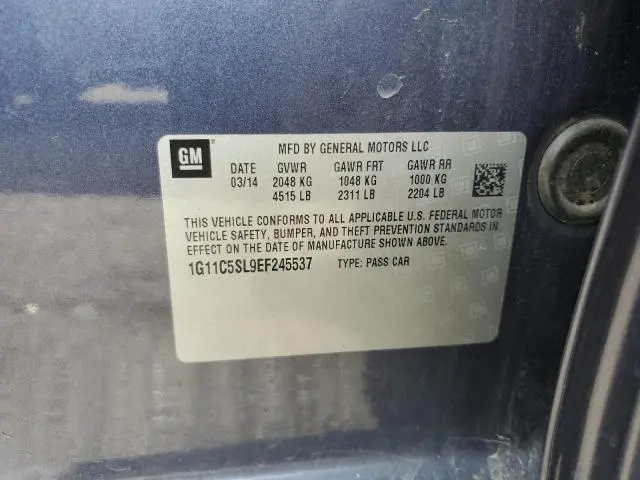 GM
MFD BY GENERAL MOTORS LLC
DATE GVWR GAWR FRT GAWR RR
03/14 2048 KG 1048 KG 1000 KG
4515 LB 2311 LB 2204 LB
THIS VEHICLE CONFORMS TO ALL APPLICABLE U.S. FEDERAL MOTOR
VEHICLE SAFETY, BUMPER, AND THEFT PREVENTION STANDARDS IN
EFFECT ON THE DATE OF MANUFACTURE SHOWN ABOVE.
1G11C5SL9EF245537 TYPE: PASS CAR